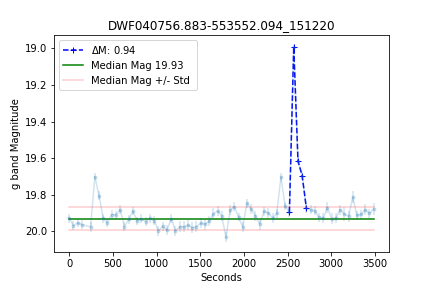 DWF040756.883-553552.094_151220
ΔM: 0.94
Median Mag 19.93
Median Mag +/- Std
g band Magnitude
19.0
19.2
19.4
19.6
19.8
20.0
0 500 1000 1500 2000 2500 3000 3500
Seconds